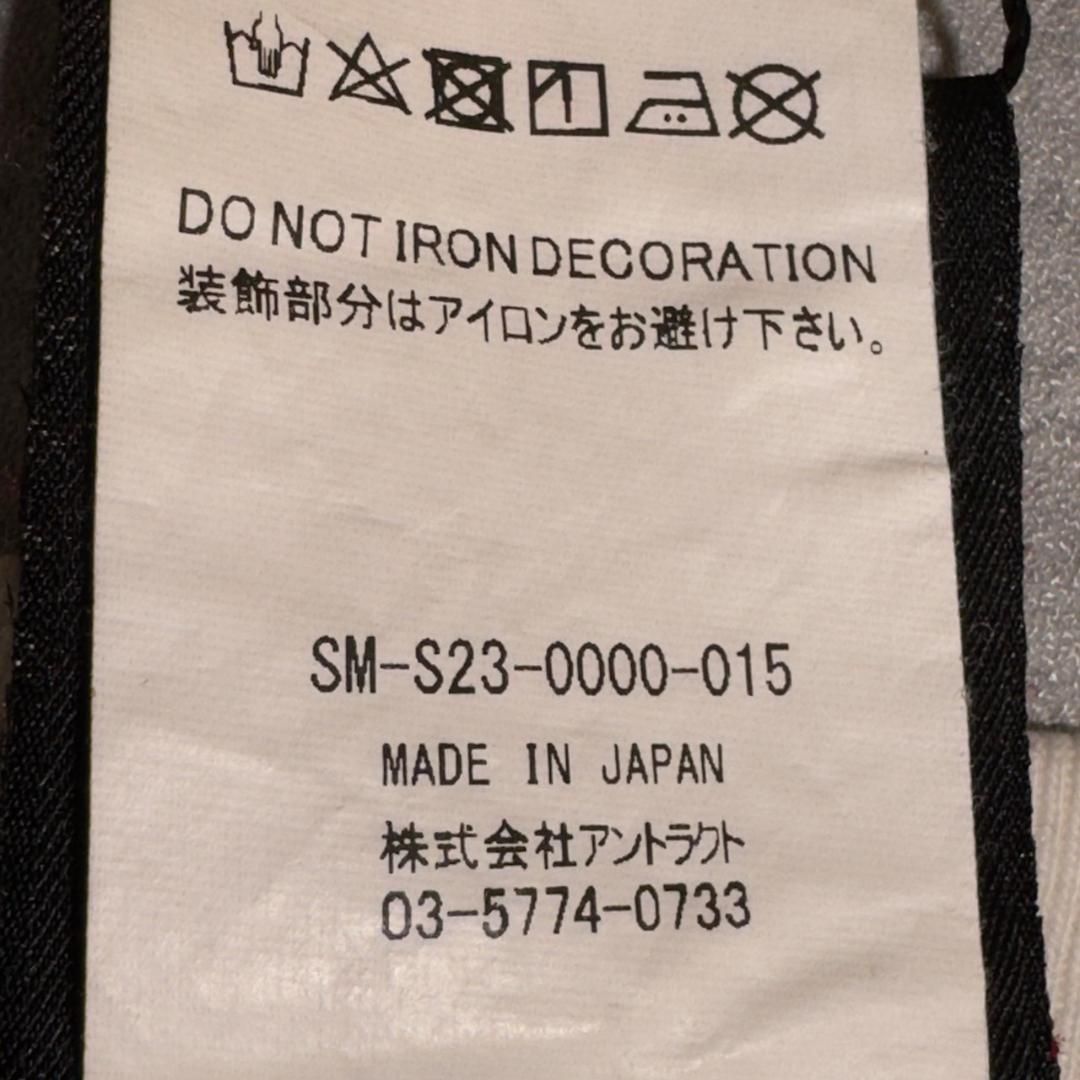 DO NOT IRON DECORATION
装飾部分はアイロンをお避け下さい。
SM-S23-0000-015
MADE IN JAPAN
株式会社アントラクト
03-5774-0733